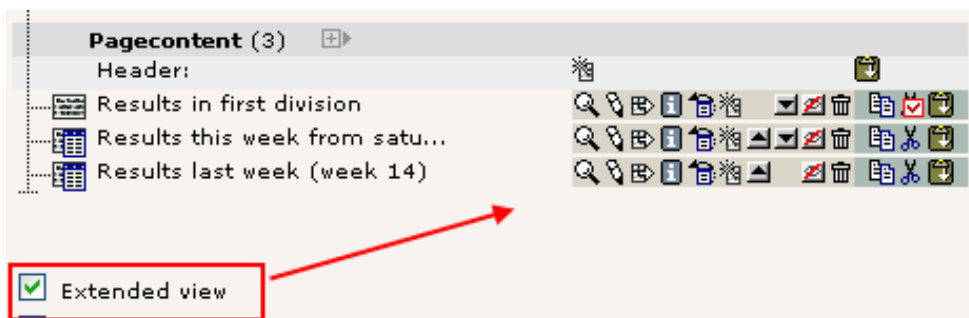 Pagecontent (3)
Header:
Results in first division
Results this week from satu...
Results last week (week 14)
Extended view